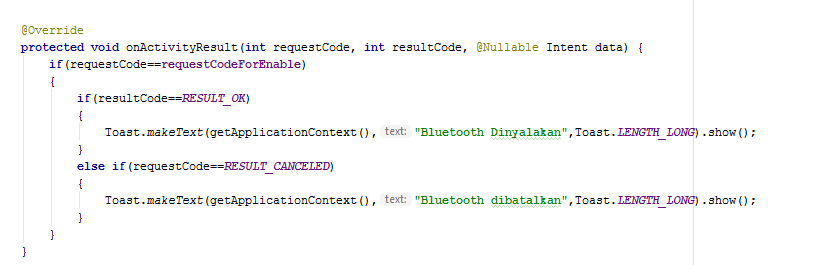 @Override
protected void onActivityResult(int requestCode, int resultCode, @Nullable Intent data) {
if(requestCode==requestCodeForEnable)
{
if(resultCode==RESULT_OK)
{
Toast.makeText(getApplicationContext(), text: "Bluetooth Dinyalakan",Toast.LENGTH_LONG).show();
}
else if(requestCode==RESULT_CANCELED)
{
Toast.makeText(getApplicationContext(), text: "Bluetooth dibatalkan",Toast.LENGTH_LONG).show();
}
}
}